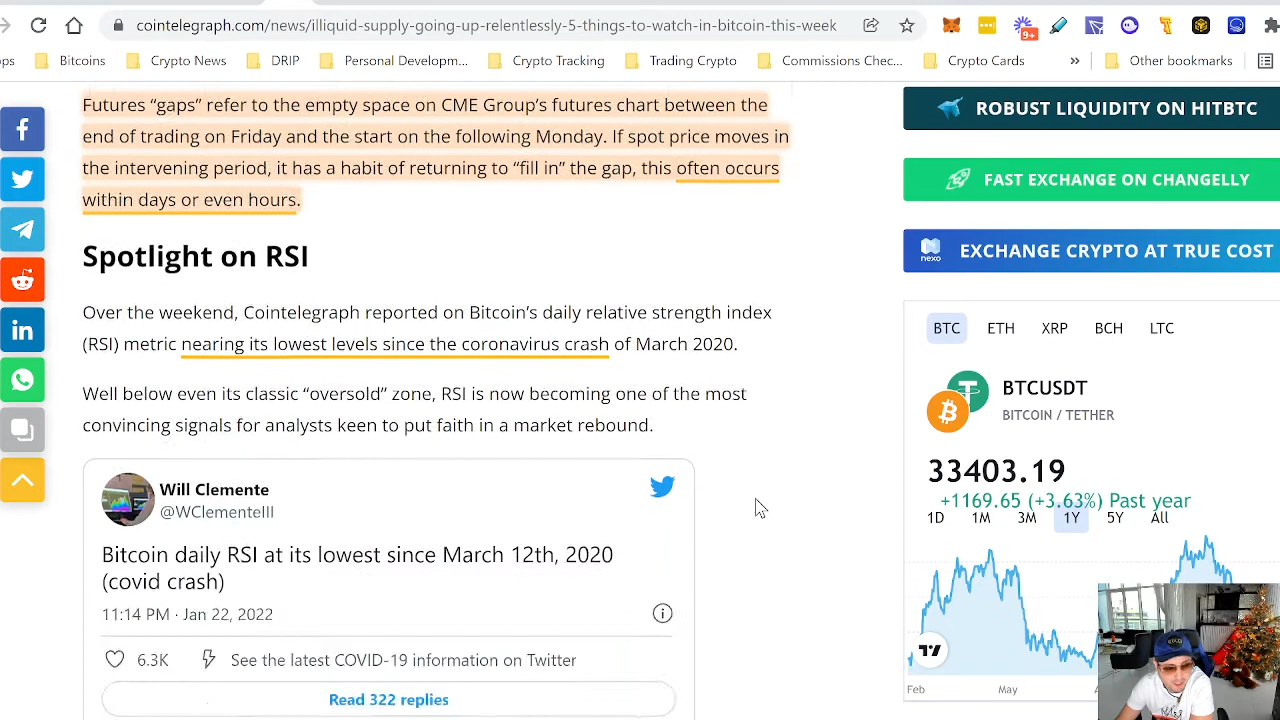 cointelegraph.com/news/illiquid-supply-going-up-relentlessly-5-things-to-watch-in-bitcoin-this-week
9+
Bitcoins
Crypto News
DRIP
Personal Developm...
Crypto Tracking
Trading Crypto
Commissions Chec...
Crypto Cards
»
Other bookmarks
Futures “gaps” refer to the empty space on CME Group’s futures chart between the
end of trading on Friday and the start on the following Monday. If spot price moves in
the intervening period, it has a habit of returning to “fill in” the gap, this often occurs
within days or even hours.
Spotlight on RSI
Over the weekend, Cointelegraph reported on Bitcoin’s daily relative strength index
(RSI) metric nearing its lowest levels since the coronavirus crash of March 2020.
Well below even its classic “oversold” zone, RSI is now becoming one of the most
convincing signals for analysts keen to put faith in a market rebound.
Will Clemente
@WClementeIII
Bitcoin daily RSI at its lowest since March 12th, 2020
(covid crash)
11:14 PM · Jan 22, 2022
6.3K
See the latest COVID-19 information on Twitter
Read 322 replies
ROBUST LIQUIDITY ON HITBTC
FAST EXCHANGE ON CHANGELLY
nexo
EXCHANGE CRYPTO AT TRUE COST
BTC ETH XRP BCH LTC
BTCUSDT
BITCOIN / TETHER
33403.19
+1169.65 (+3.63%) Past year
1D 1M 3M 1Y 5Y All
Feb May